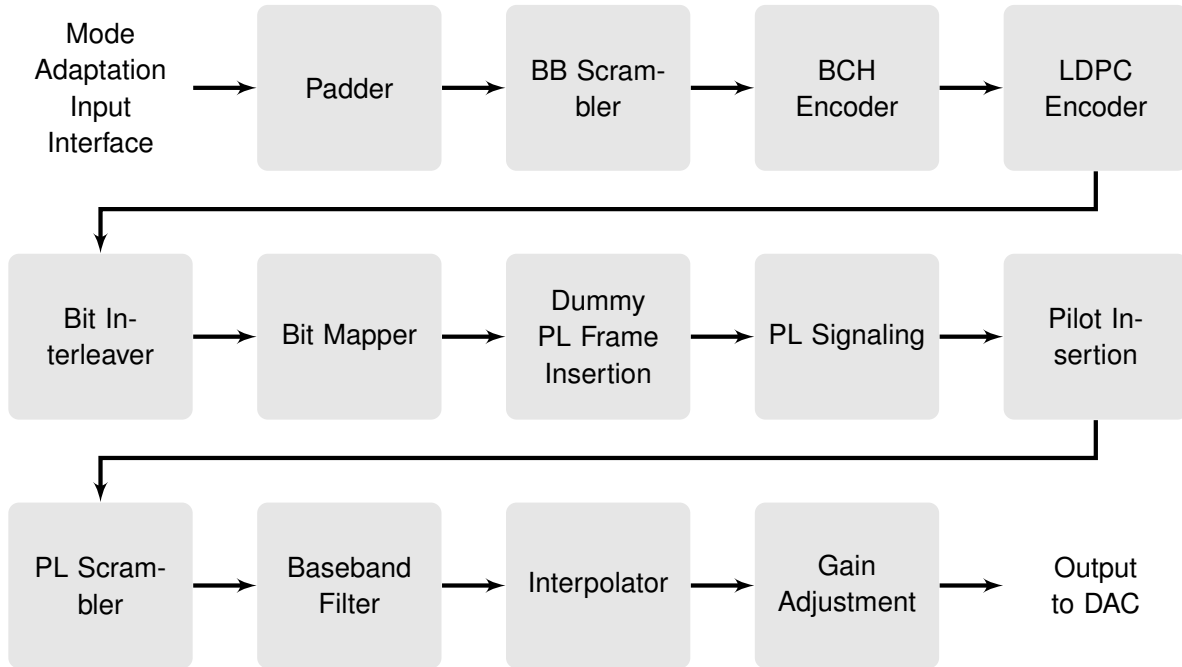 Mode
Adaptation
Input
Interface
Padder
BB Scram-
bler
BCH
Encoder
LDPC
Encoder
Bit In-
terleaver
Bit Mapper
Dummy
PL Frame
Insertion
PL Signaling
Pilot In-
sertion
PL Scram-
bler
Baseband
Filter
Interpolator
Gain
Adjustment
Output
to DAC